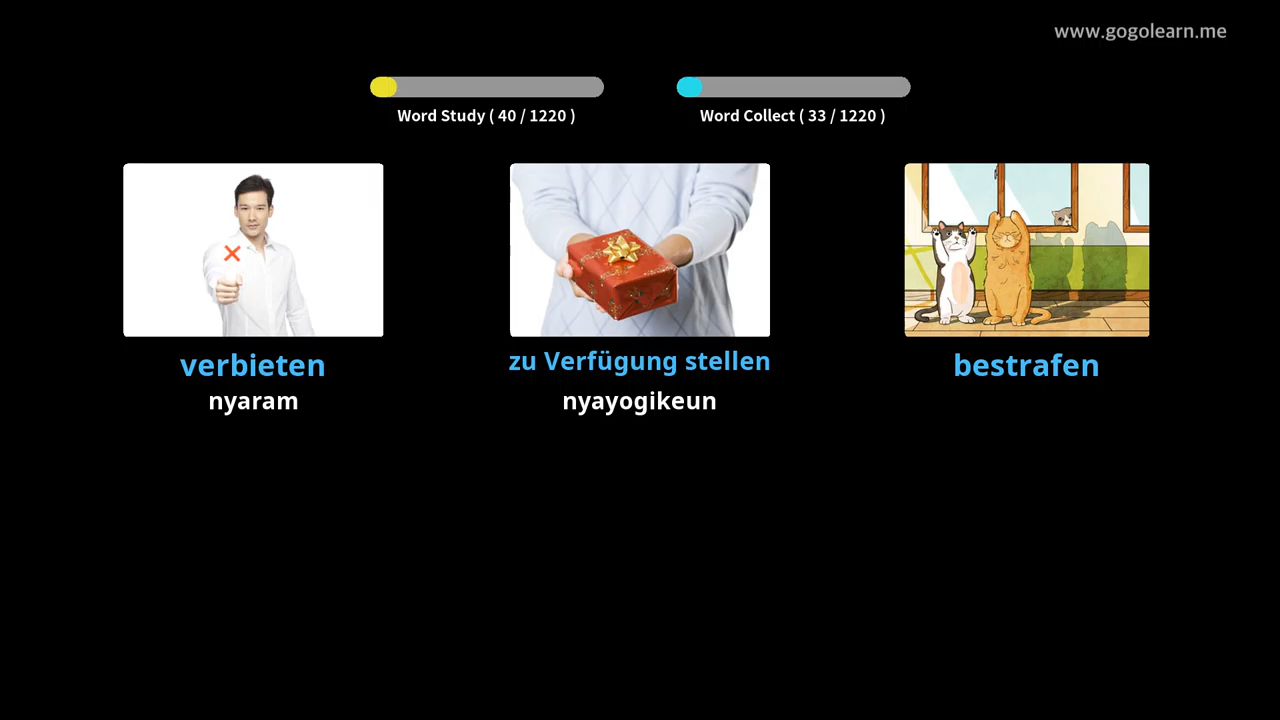 www.gogolearn.me
Word Study ( 40 / 1220 )
Word Collect ( 33 / 1220 )
verbieten
nyaram
zu Verfügung stellen
nyayogikeun
bestrafen